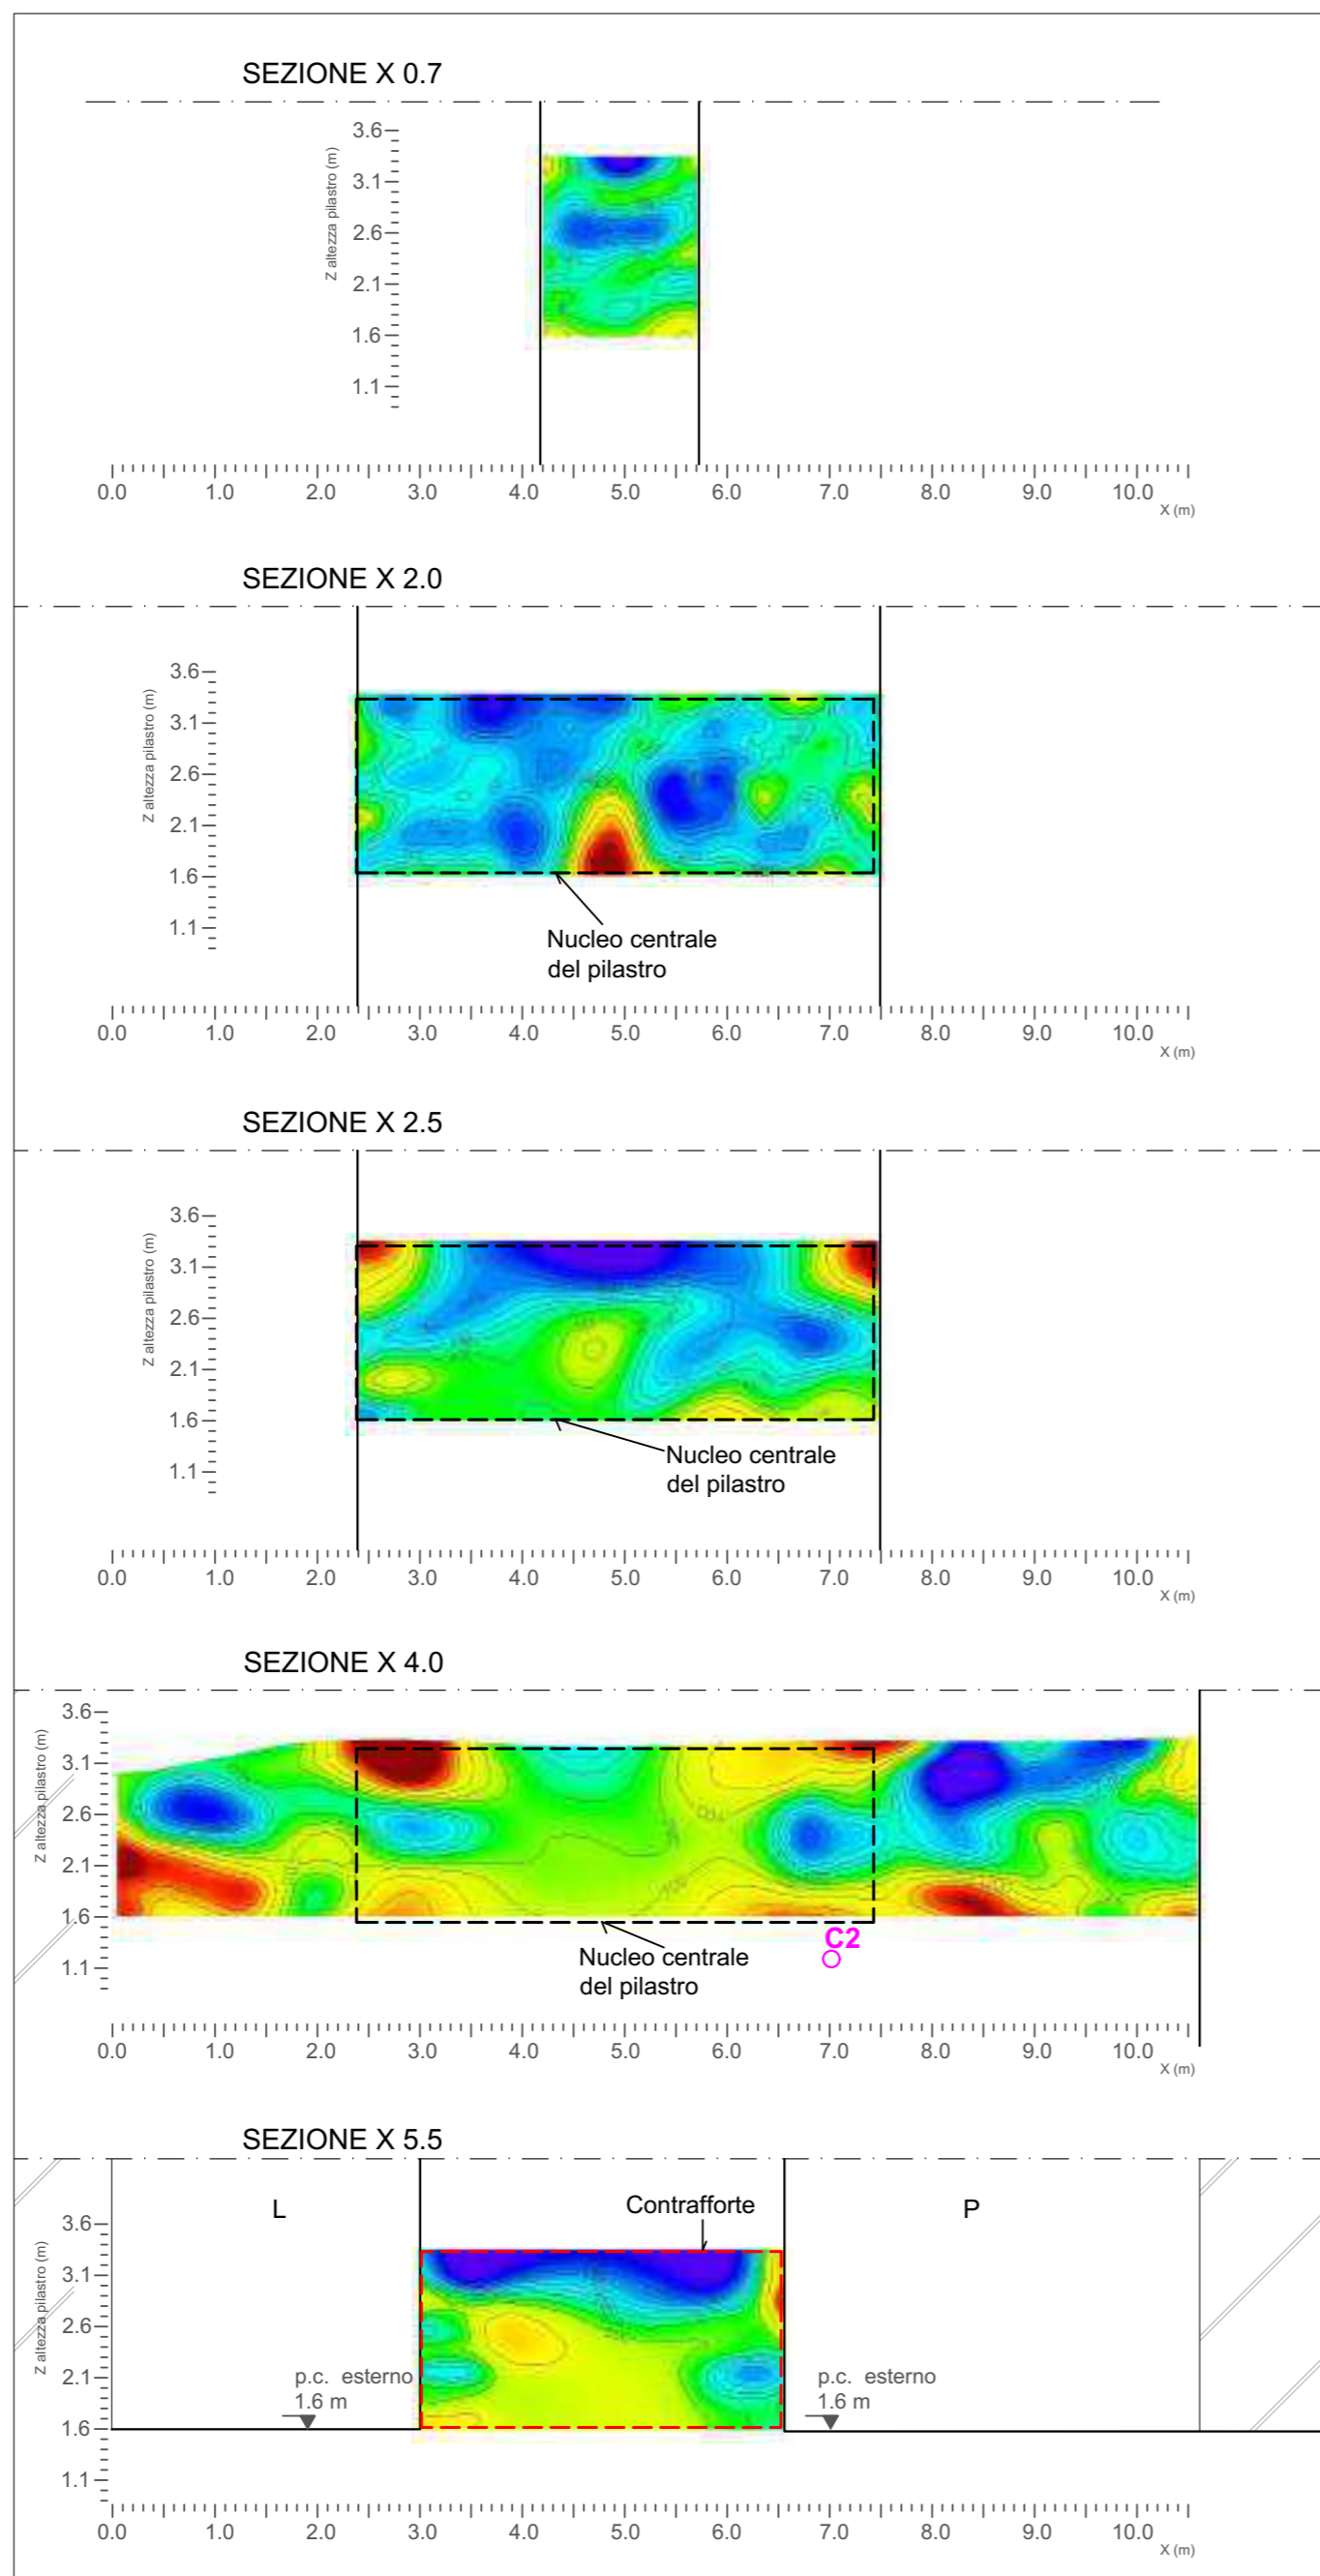 SEZIONE X 0.7
Z altezza pilastro (m)
3.6
3.1
2.6
2.1
1.6
1.1
0.0 1.0 2.0 3.0 4.0 5.0 6.0 7.0 8.0 9.0 10.0
X (m)
SEZIONE X 2.0
Z altezza pilastro (m)
3.6
3.1
2.6
2.1
1.6
1.1
Nucleo centrale
del pilastro
0.0 1.0 2.0 3.0 4.0 5.0 6.0 7.0 8.0 9.0 10.0
X (m)
SEZIONE X 2.5
Z altezza pilastro (m)
3.6
3.1
2.6
2.1
1.6
1.1
Nucleo centrale
del pilastro
0.0 1.0 2.0 3.0 4.0 5.0 6.0 7.0 8.0 9.0 10.0
X (m)
SEZIONE X 4.0
Z altezza pilastro (m)
3.6
3.1
2.6
2.1
1.6
1.1
C2
Nucleo centrale
del pilastro
0.0 1.0 2.0 3.0 4.0 5.0 6.0 7.0 8.0 9.0 10.0
X (m)
SEZIONE X 5.5
L
Contrafforte
P
Z altezza pilastro (m)
3.6
3.1
2.6
2.1
1.6
1.1
p.c. esterno
1.6 m
p.c. esterno
1.6 m
0.0 1.0 2.0 3.0 4.0 5.0 6.0 7.0 8.0 9.0 10.0
X (m)